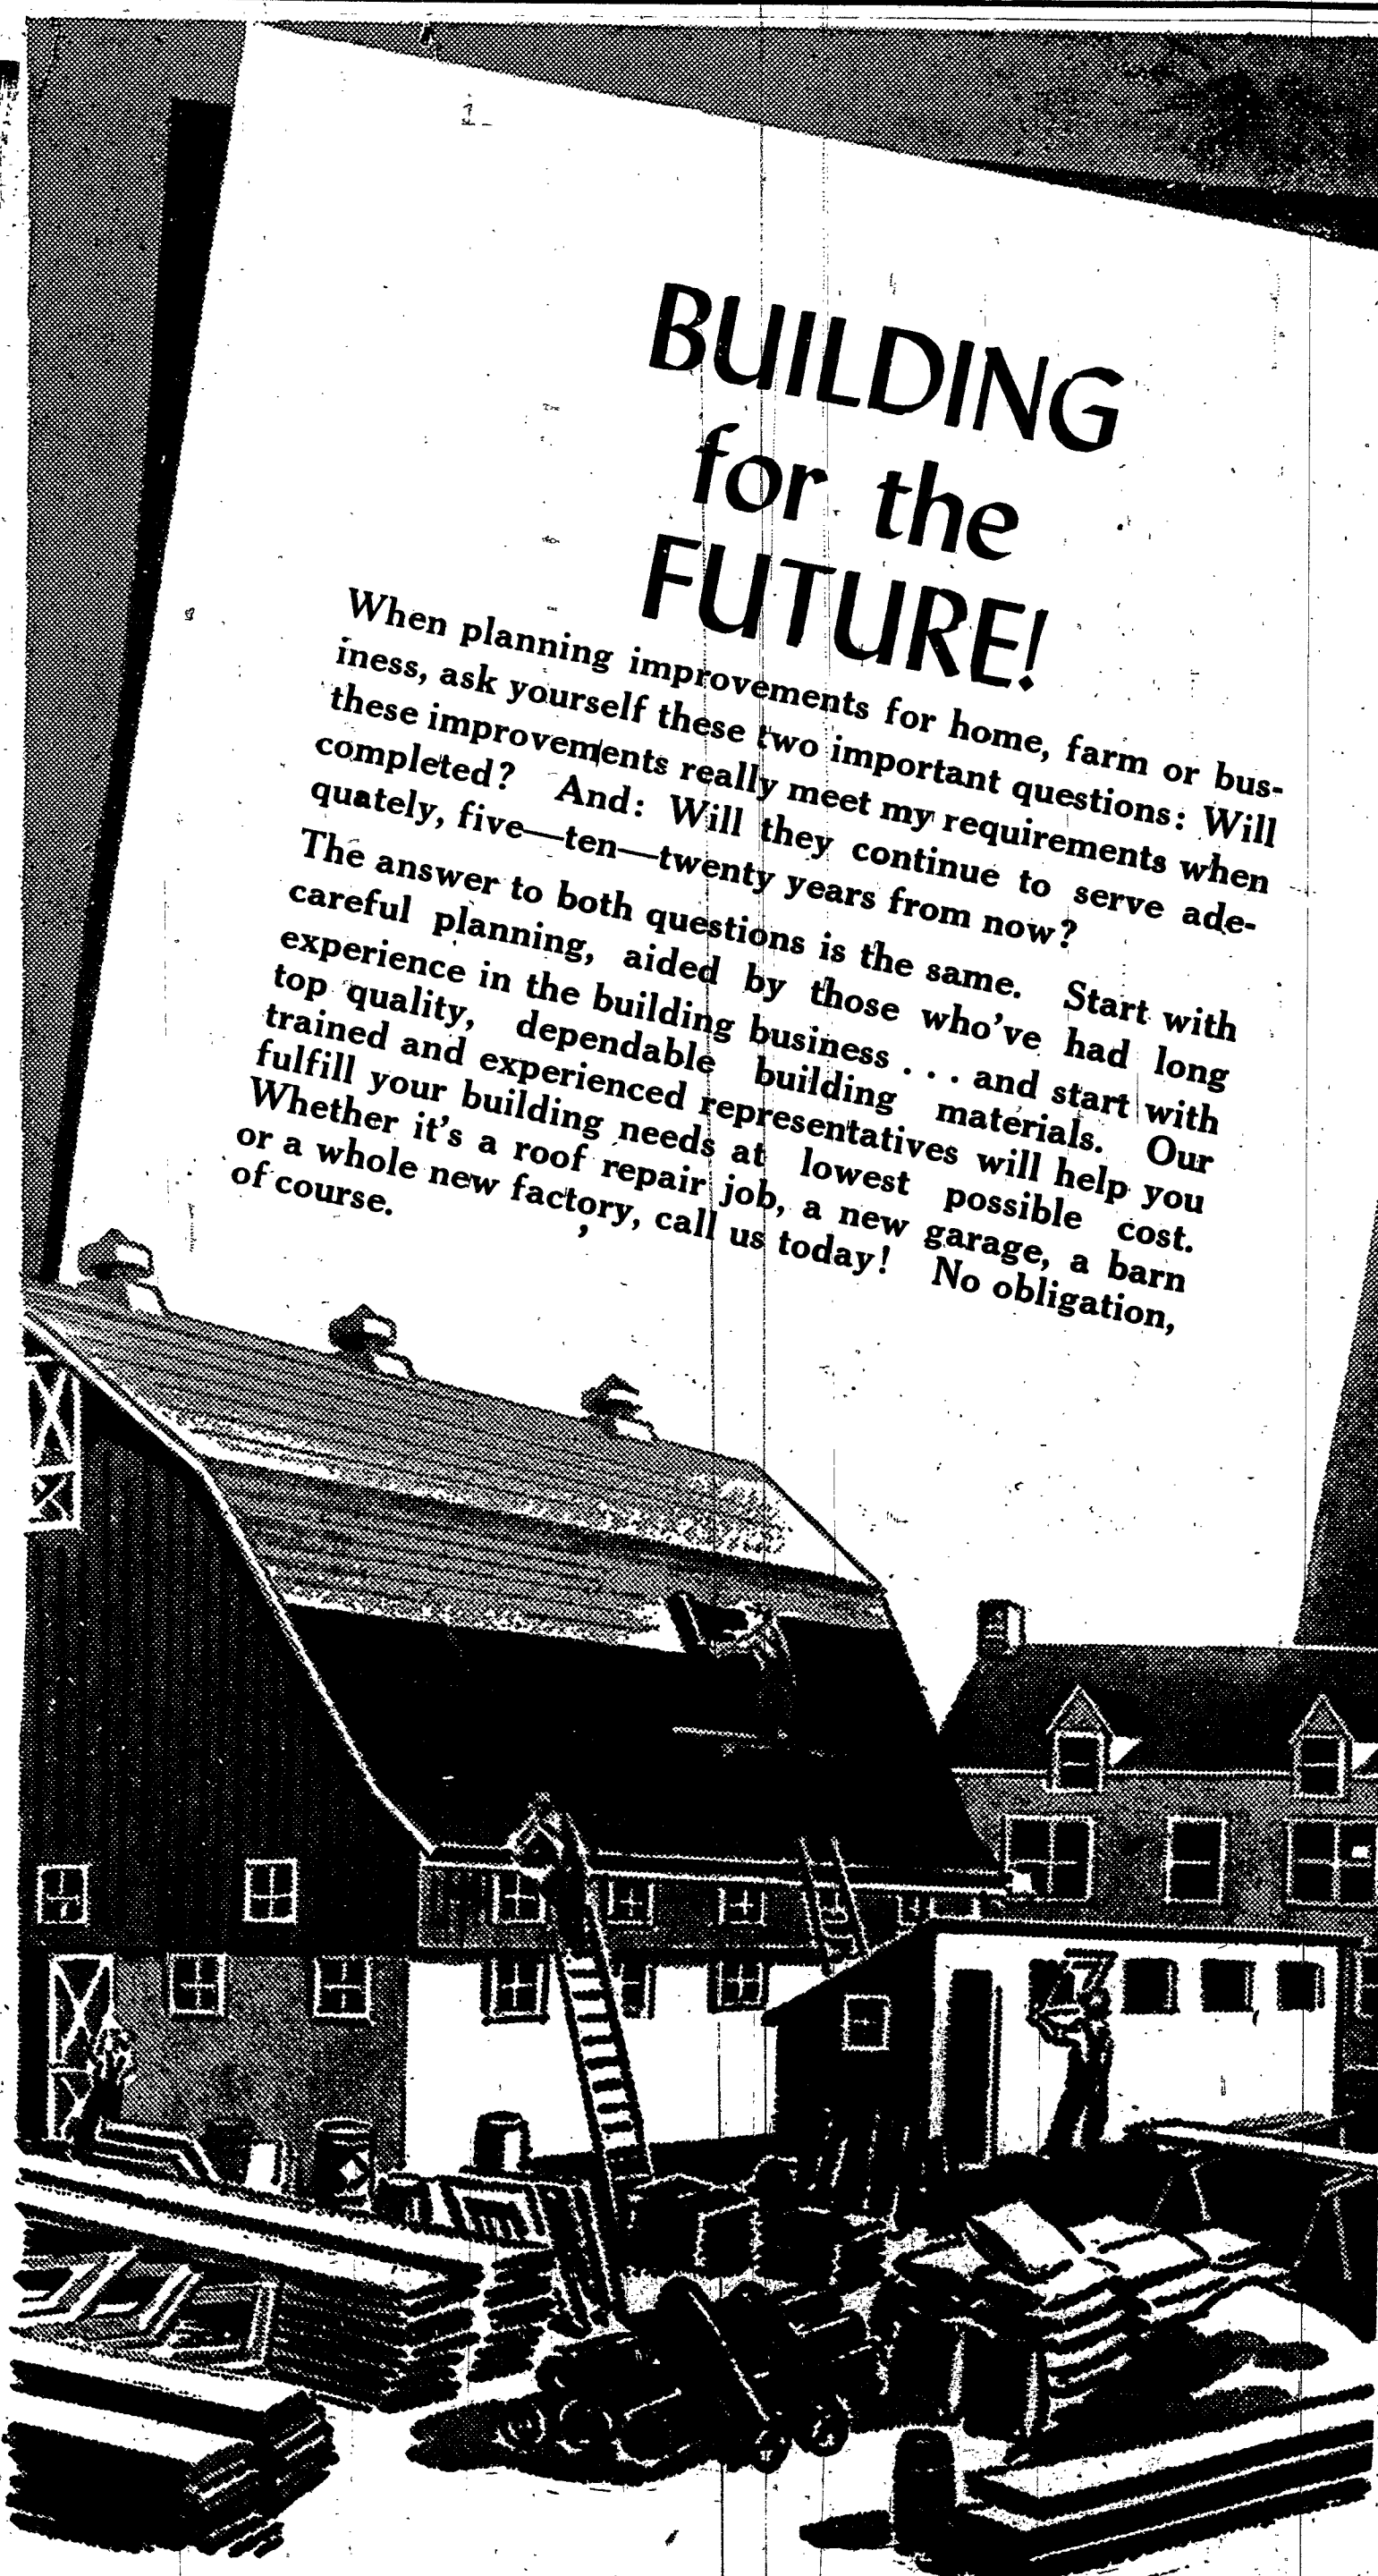 BUILDING
for the
FUTURE!
When planning improvements for home, farm or bus-
iness, ask yourself these two important questions: Will
these improvements really meet my requirements when
completed? And: Will they continue to serve ade-
quately, five—ten—twenty years from now?
The answer to both questions is the same. Start with
careful planning, aided by those who've had long
experience in the building business . . . and start with
top quality, dependable building materials. Our
trained and experienced representatives will help you
fulfill your building needs at lowest possible cost.
Whether it's a roof repair job, a new garage, a barn
or a whole new factory, call us today! No obligation,
of course.